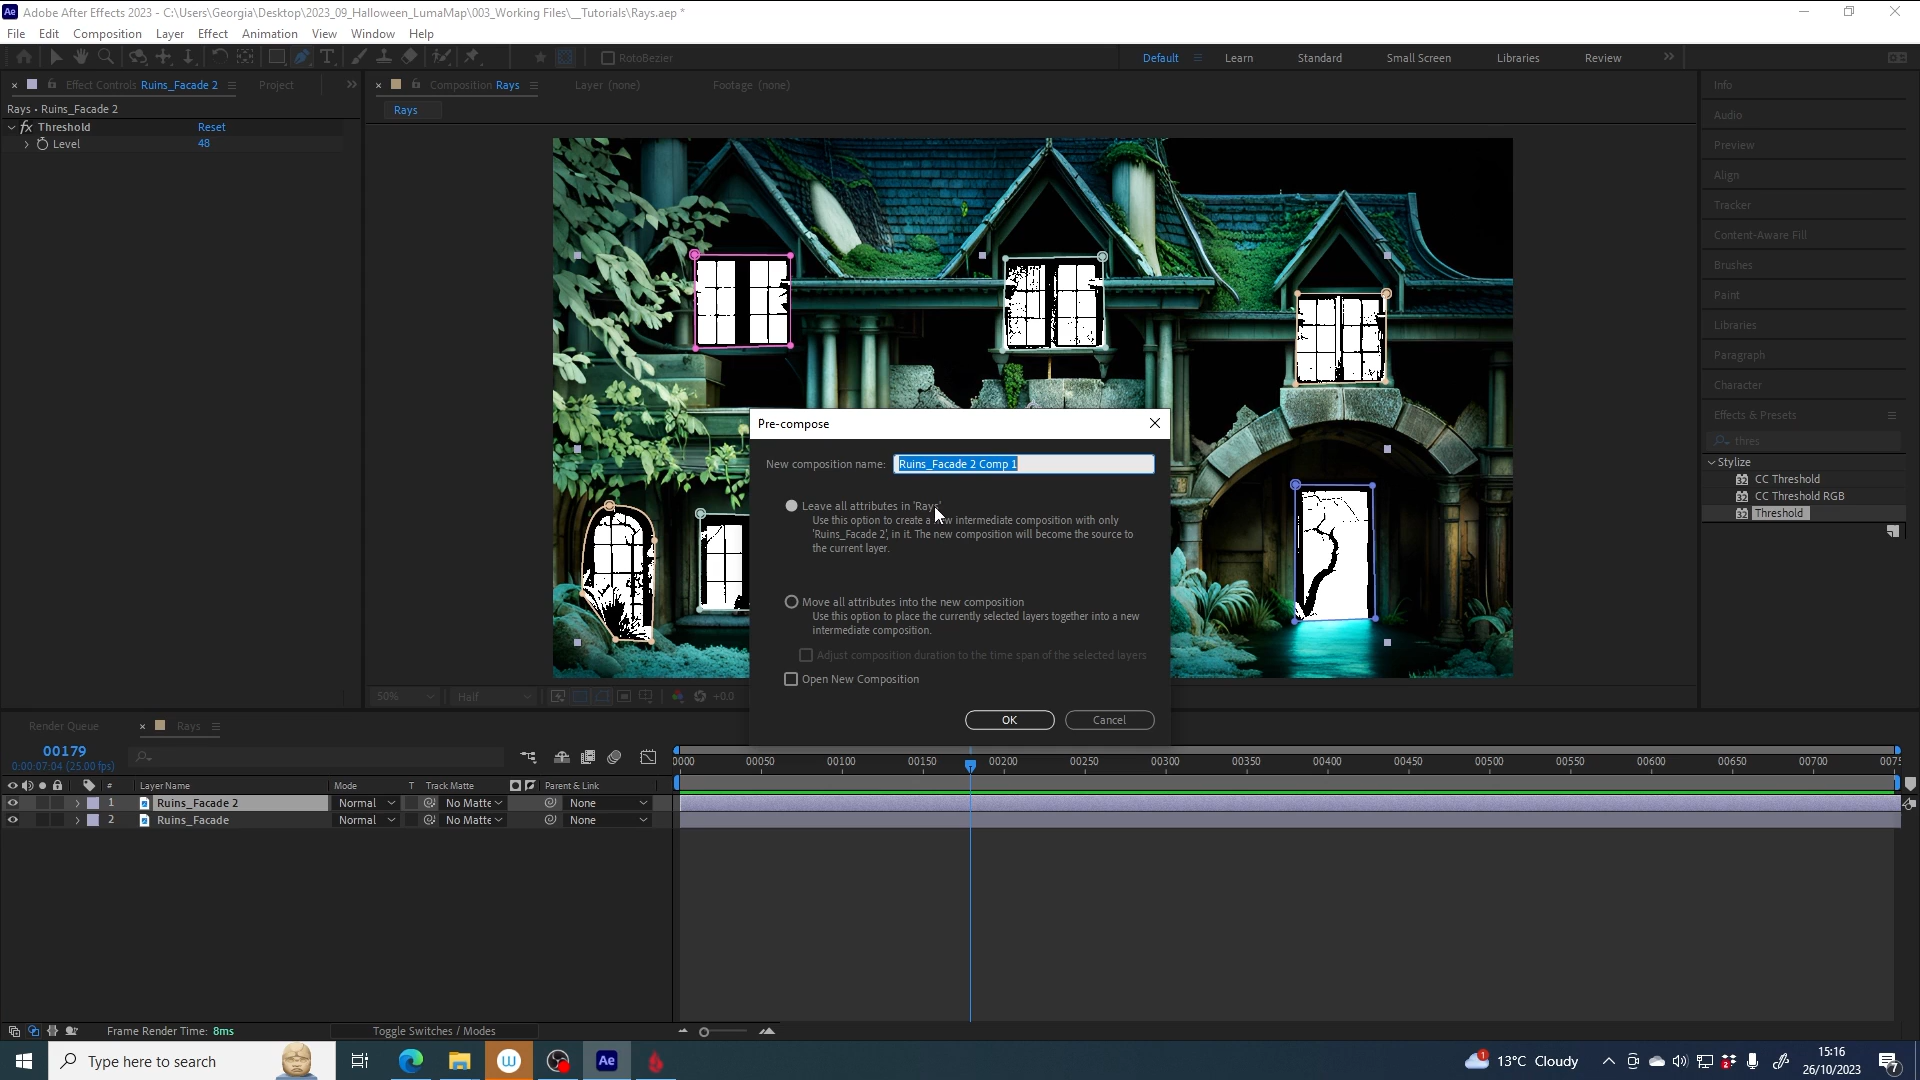 Adobe After Effects 2023 - C:\Users\Georgia\Desktop\2023_09_Halloween_LumaMap\003_Working Files\__Tutorials\Rays.aep *
File Edit Composition Layer Effect Animation View Window Help
RotoBezier Default Learn Standard Small Screen Libraries Review
Effect Controls Ruins_Facade 2 Project
Composition Rays Layer (none) Footage (none)
Rays • Ruins_Facade 2
Rays
fx Threshold Reset
Level 48
Info
Audio
Preview
Align
Tracker
Content-Aware Fill
Brushes
Paint
Libraries
Paragraph
Character
Effects & Presets
thres
Stylize
CC Threshold
CC Threshold RGB
Threshold
Pre-compose
New composition name: Ruins_Facade 2 Comp 1
Leave all attributes in 'Rays'
Use this option to create a new intermediate composition with only
'Ruins_Facade 2', in it. The new composition will become the source to
the current layer.
Move all attributes into the new composition
Use this option to place the currently selected layers together into a new
intermediate composition.
Adjust composition duration to the time span of the selected layers
Open New Composition
OK Cancel
50% Half +0.0
Render Queue Rays
00179
0:00:07:04 (25.00 fps)
0000 00050 00100 00150 00200 00250 00300 00350 00400 00450 00500 00550 00600 00650 00700 0075
# Layer Name Mode T Track Matte Parent & Link
1 Ruins_Facade 2 Normal No Matte None
2 Ruins_Facade Normal No Matte None
Frame Render Time: 8ms Toggle Switches / Modes
Type here to search
Ae
13°C Cloudy
15:16
26/10/2023
7